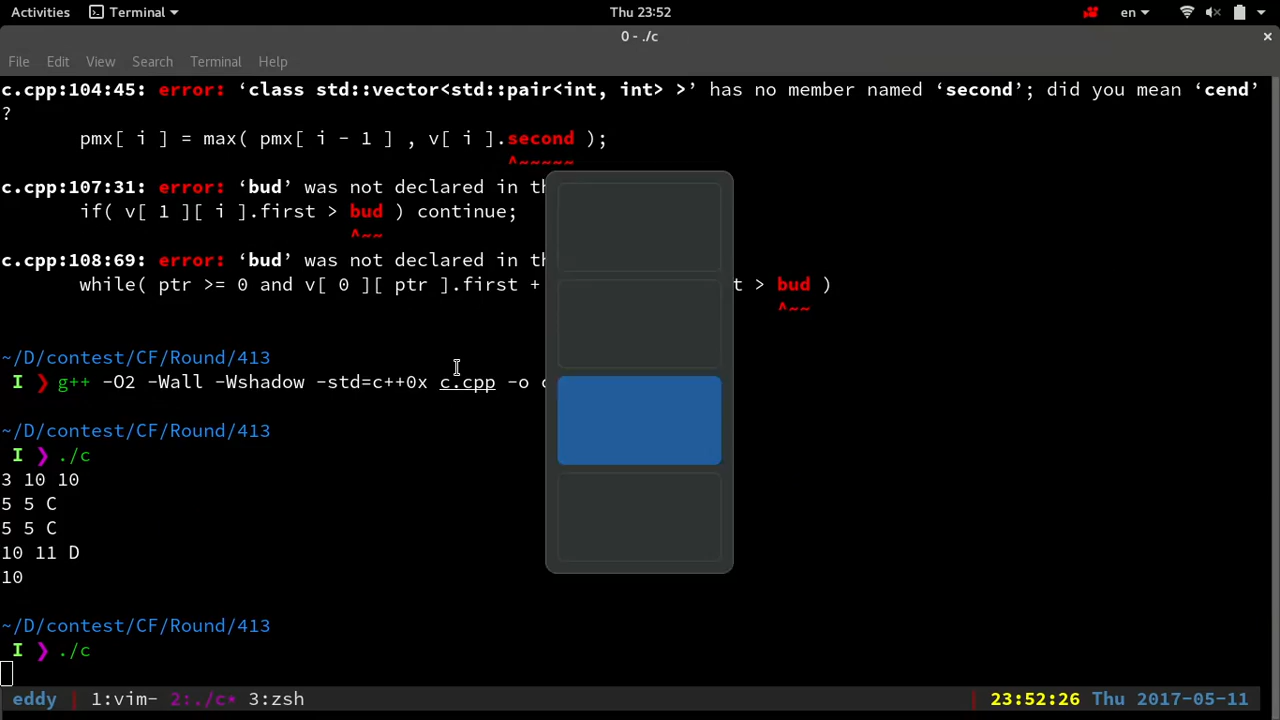 Activities Terminal Thu 23:52 en
0 - ./c ×
File Edit View Search Terminal Help
c.cpp:104:45: error: ‘class std::vector<std::pair<int, int> >’ has no member named ‘second’; did you mean ‘cend’
?
pmx[ i ] = max( pmx[ i - 1 ] , v[ i ].second );
^~~~~~
c.cpp:107:31: error: ‘bud’ was not declared in th
if( v[ 1 ][ i ].first > bud ) continue;
^~~
c.cpp:108:69: error: ‘bud’ was not declared in th
while( ptr >= 0 and v[ 0 ][ ptr ].first + t > bud )
^~~
~/D/contest/CF/Round/413
I ❯ g++ -O2 -Wall -Wshadow -std=c++0x c.cpp -o
~/D/contest/CF/Round/413
I ❯ ./c
3 10 10
5 5 C
5 5 C
10 11 D
10
~/D/contest/CF/Round/413
I ❯ ./c
eddy 1:vim- 2:./c* 3:zsh 23:52:26 Thu 2017-05-11